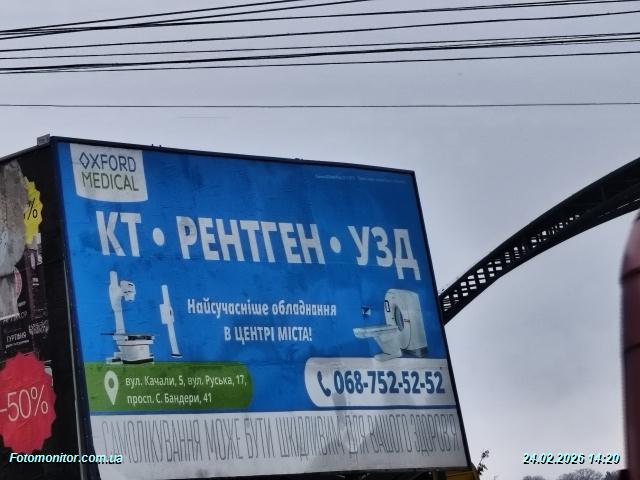 OXFORD
MEDICAL
%
КТ • РЕНТГЕН • УЗД
Найсучасніше обладнання
В ЦЕНТРІ МІСТА!
вул. Качали, 5, вул. Руська, 17,
просп. С. Бандери, 41
068-752-52-52
-50%
САМОЛІКУВАННЯ МОЖЕ БУТИ ШКІДЛИВИМ ДЛЯ ВАШОГО ЗДОРОВ'Я
Fotomonitor.com.ua
24.02.2026 14:20